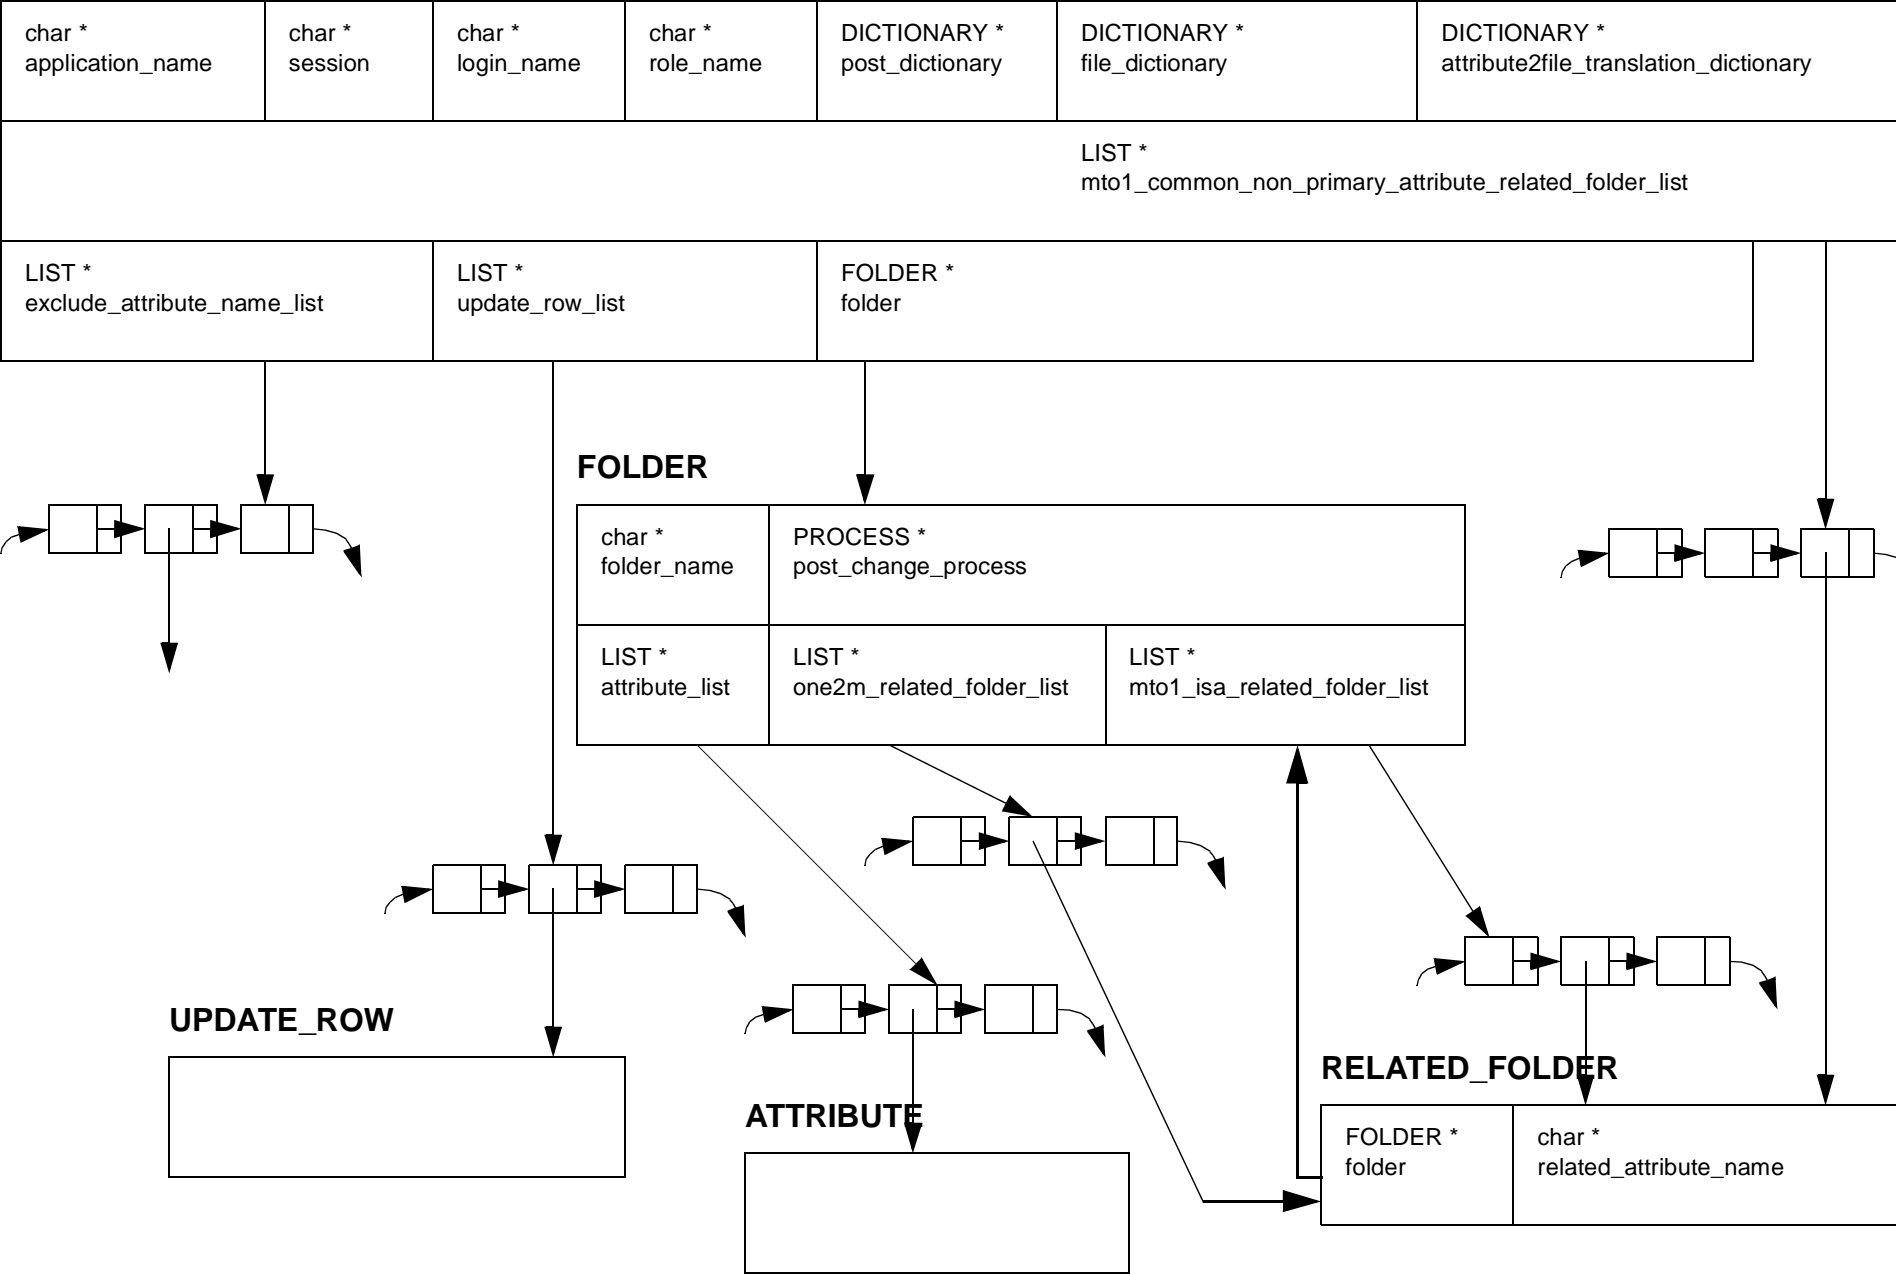 char *
application_name
char *
session
char *
login_name
char *
role_name
DICTIONARY *
post_dictionary
DICTIONARY *
file_dictionary
DICTIONARY *
attribute2file_translation_dictionary
LIST *
mto1_common_non_primary_attribute_related_folder_list
LIST *
exclude_attribute_name_list
LIST *
update_row_list
FOLDER *
folder
FOLDER
char *
folder_name
PROCESS *
post_change_process
LIST *
attribute_list
LIST *
one2m_related_folder_list
LIST *
mto1_isa_related_folder_list
UPDATE_ROW
ATTRIBUTE
RELATED_FOLDER
FOLDER *
folder
char *
related_attribute_name